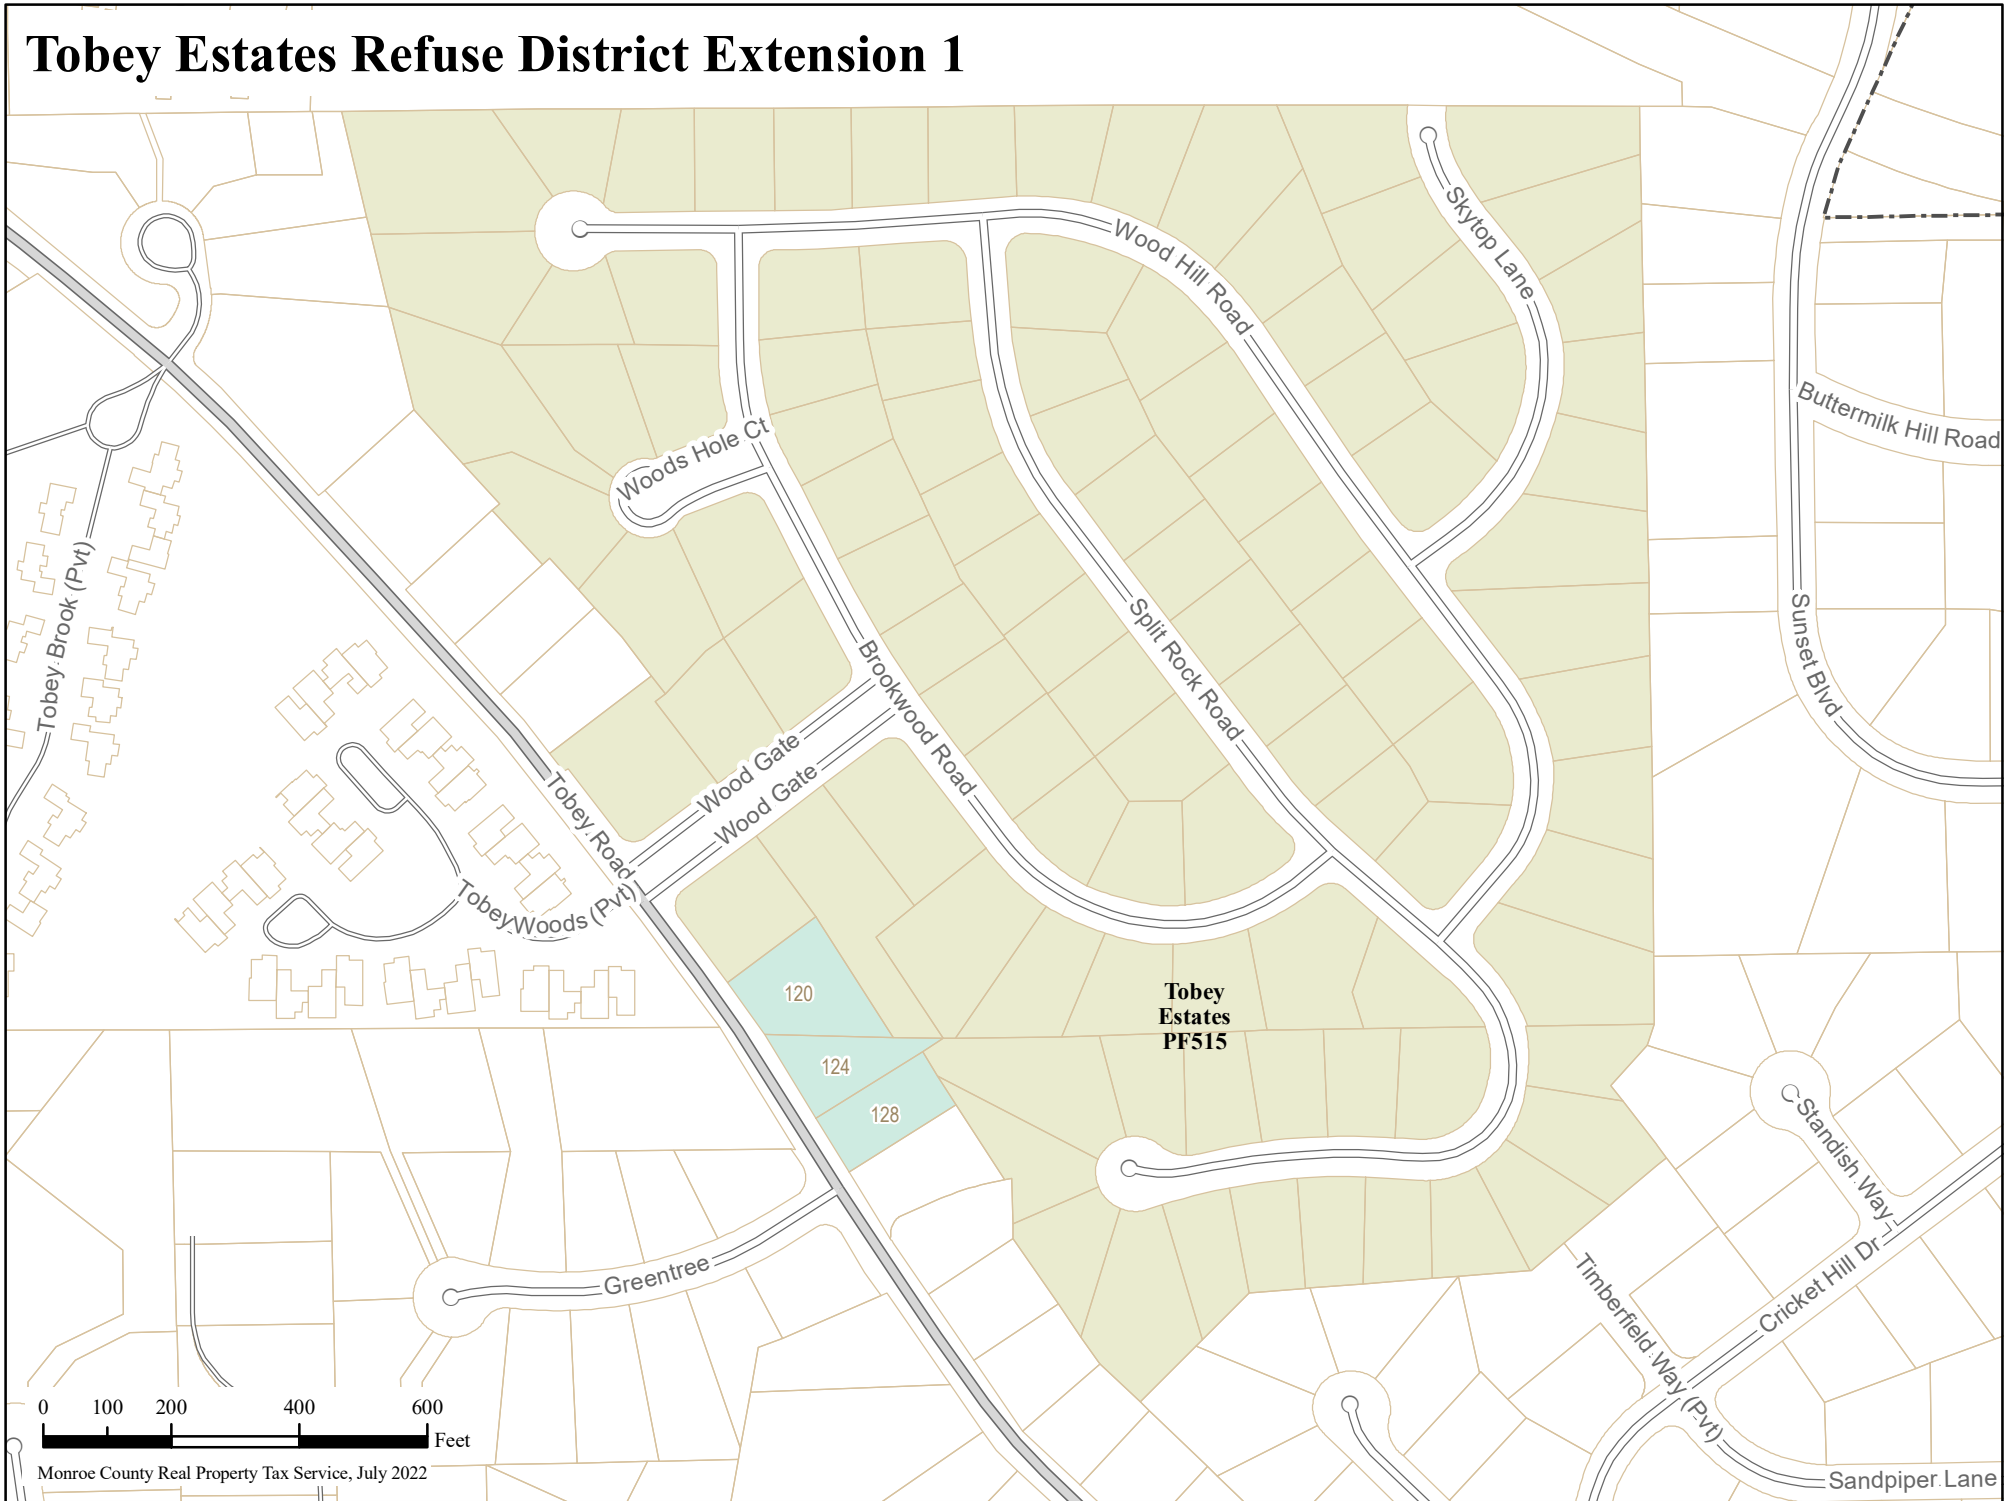 Tobey Estates Refuse District Extension 1
Skytop Lane
Wood Hill Road
Buttermilk Hill Road
Woods Hole Ct
Tobey Brook (Pvt)
Split Rock Road
Sunset Blvd
Brookwood Road
Wood Gate
Wood Gate
Tobey Road
Tobey Woods (Pvt)
120
Tobey
Estates
PF515
124
128
Standish Way
Greentree
Cricket Hill Dr
Timberfield Way (Pvt)
0 100 200 400 600
Feet
Monroe County Real Property Tax Service, July 2022
Sandpiper Lane